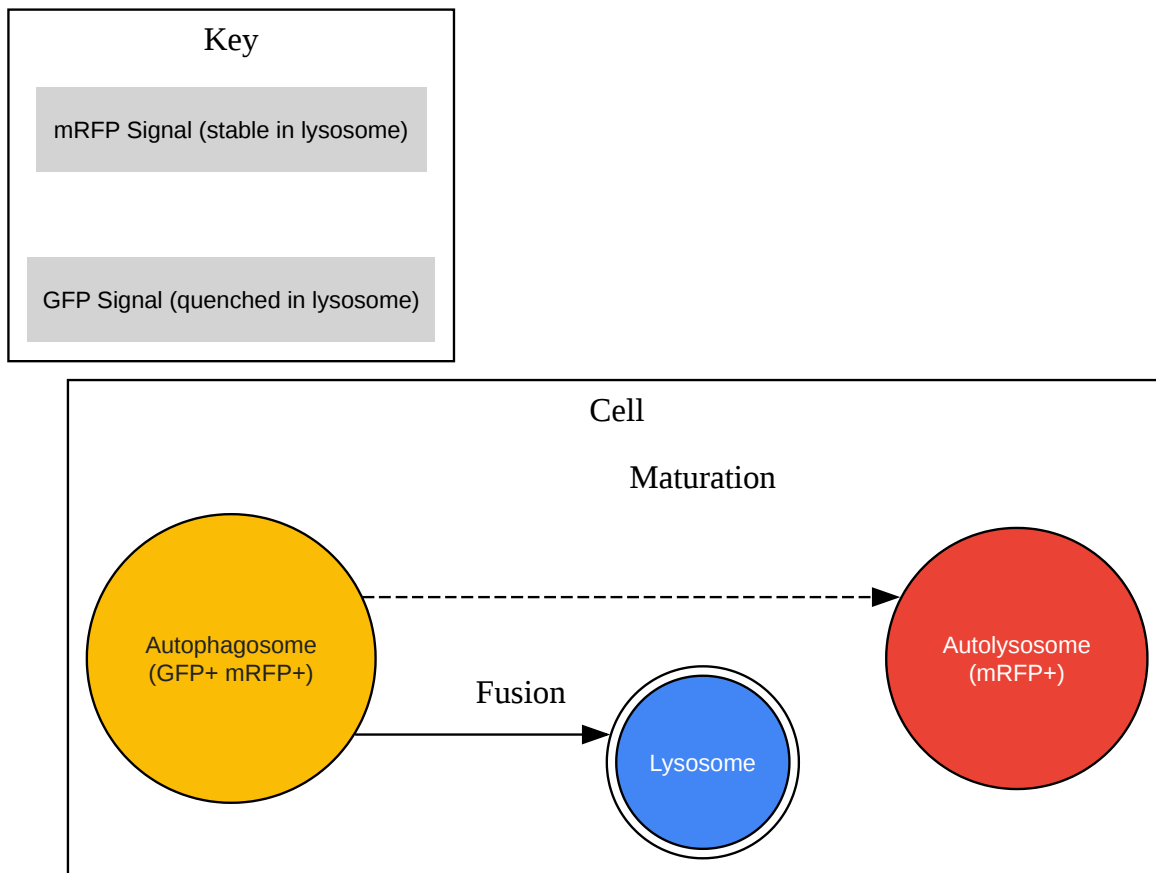 Key
mRFP Signal (stable in lysosome)
GFP Signal (quenched in lysosome)
Cell
Maturation
Autophagosome
(GFP+ mRFP+)
Autolysosome
(mRFP+)
Fusion
Lysosome